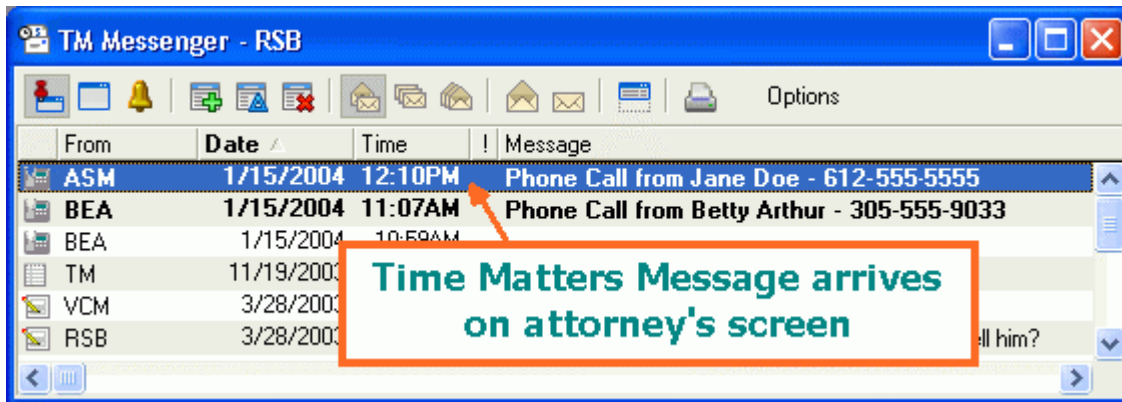 TM Messenger - RSB
Options
From Date Time ! Message
ASM 1/15/2004 12:10PM Phone Call from Jane Doe - 612-555-5555
BEA 1/15/2004 11:07AM Phone Call from Betty Arthur - 305-555-9033
BEA 1/15/2004 10:59AM
TM 11/19/2003
VCM 3/28/2003
RSB 3/28/2003 him?
Time Matters Message arrives
on attorney's screen